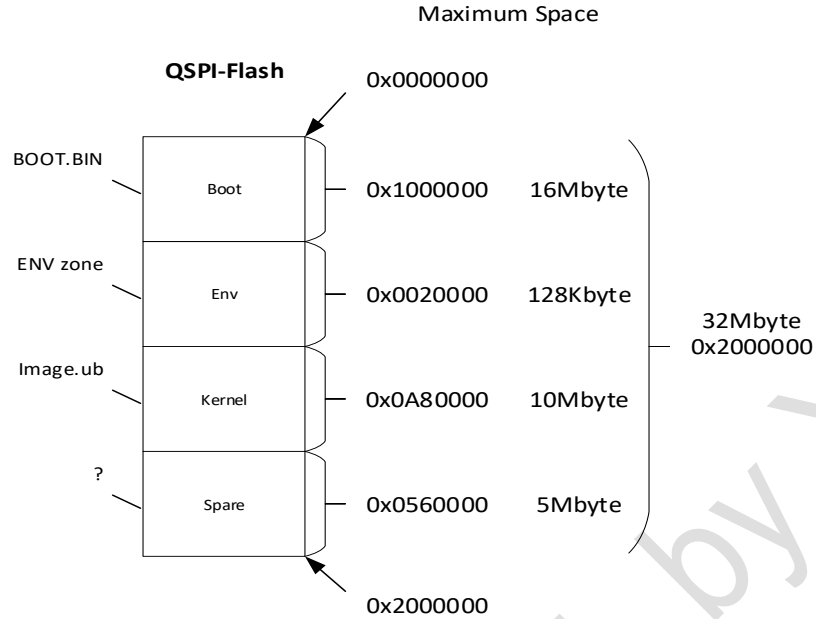 Maximum Space
QSPI-Flash
0x0000000
BOOT.BIN
Boot
0x1000000 16Mbyte
ENV zone
Env
0x0020000 128Kbyte
32Mbyte
0x2000000
Image.ub
Kernel
0x0A80000 10Mbyte
?
Spare
0x0560000 5Mbyte
0x2000000
by